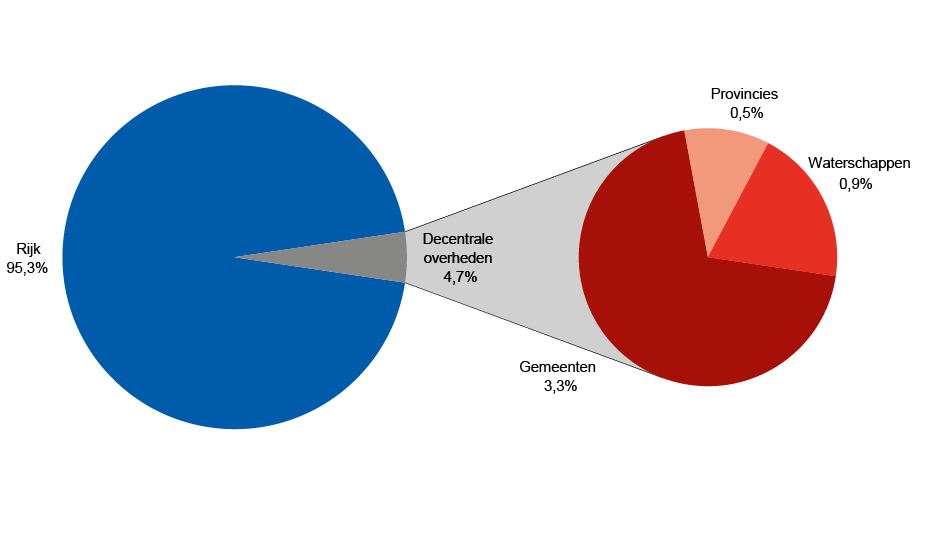 Rijk
95,3%
Decentrale
overheden
4,7%
Provincies
0,5%
Waterschappen
0,9%
Gemeenten
3,3%